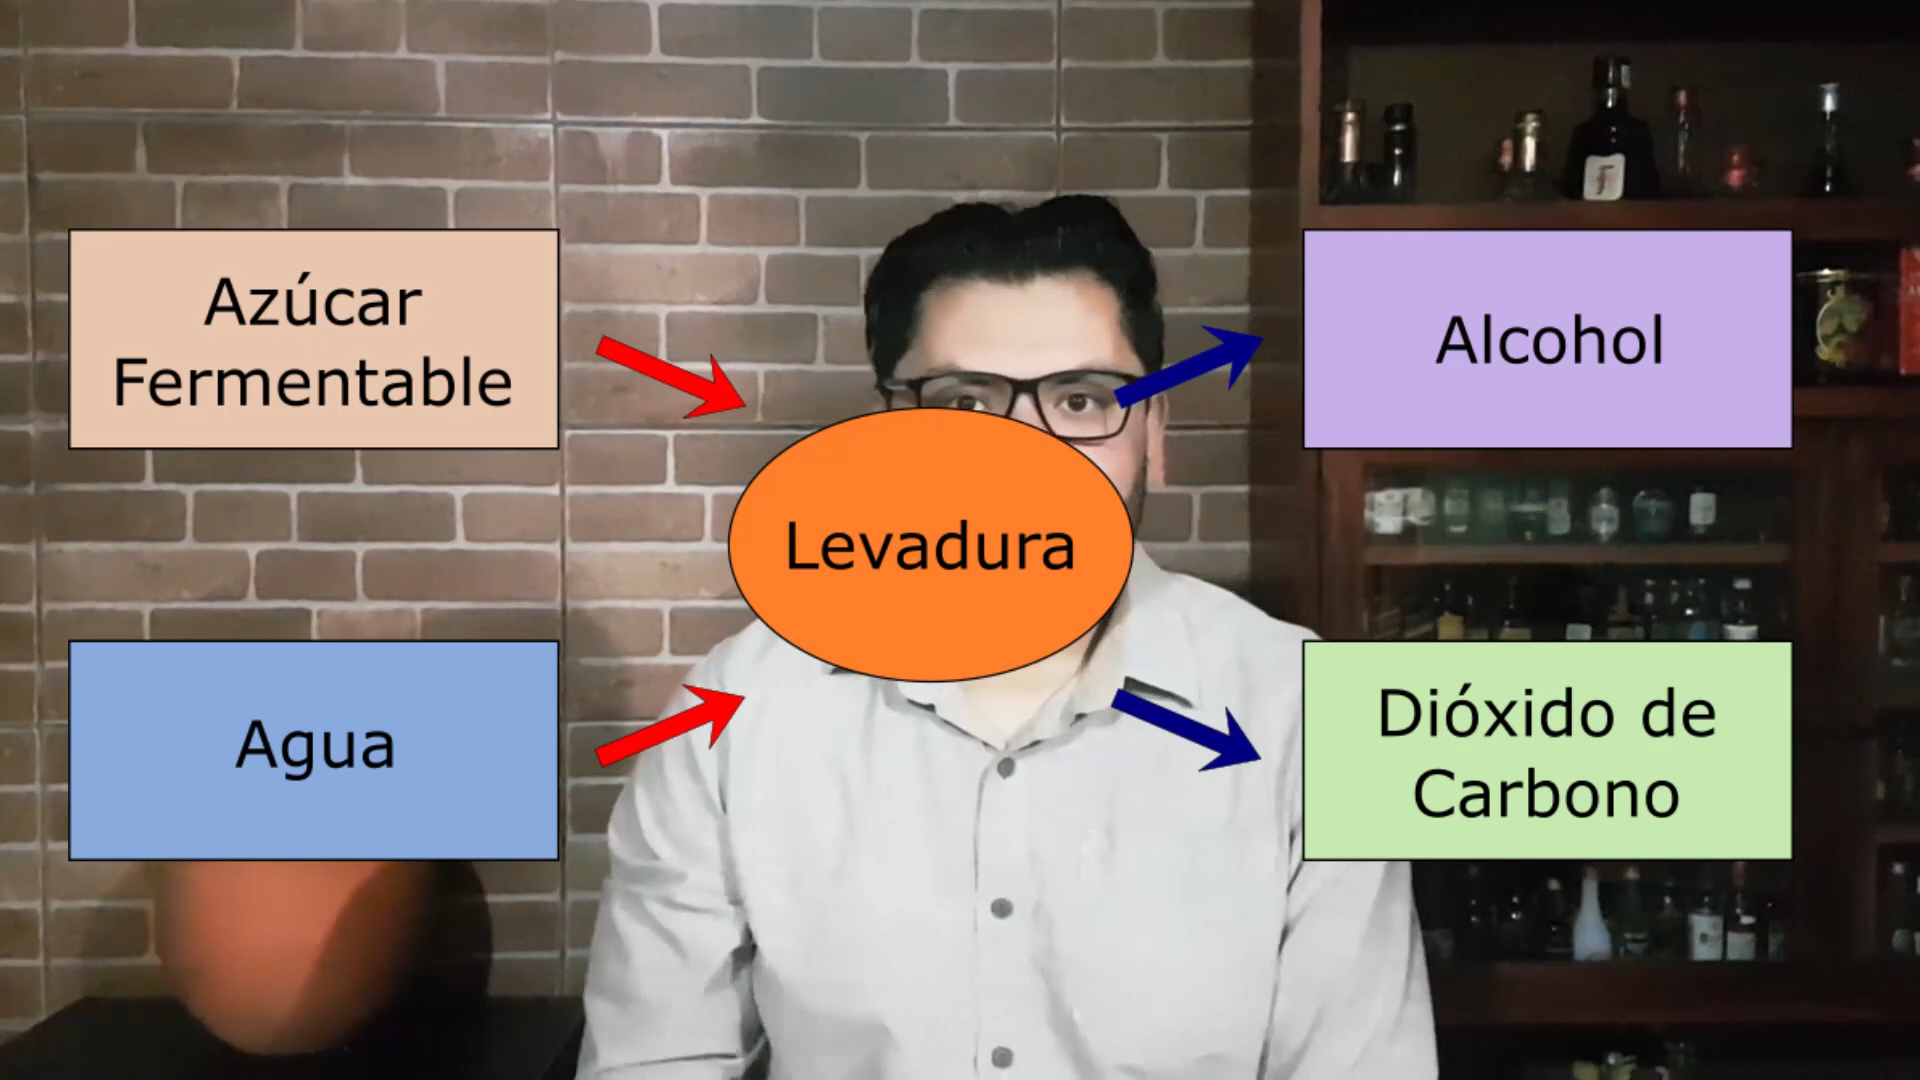 Azúcar
Fermentable
Alcohol
Levadura
Agua
Dióxido de
Carbono